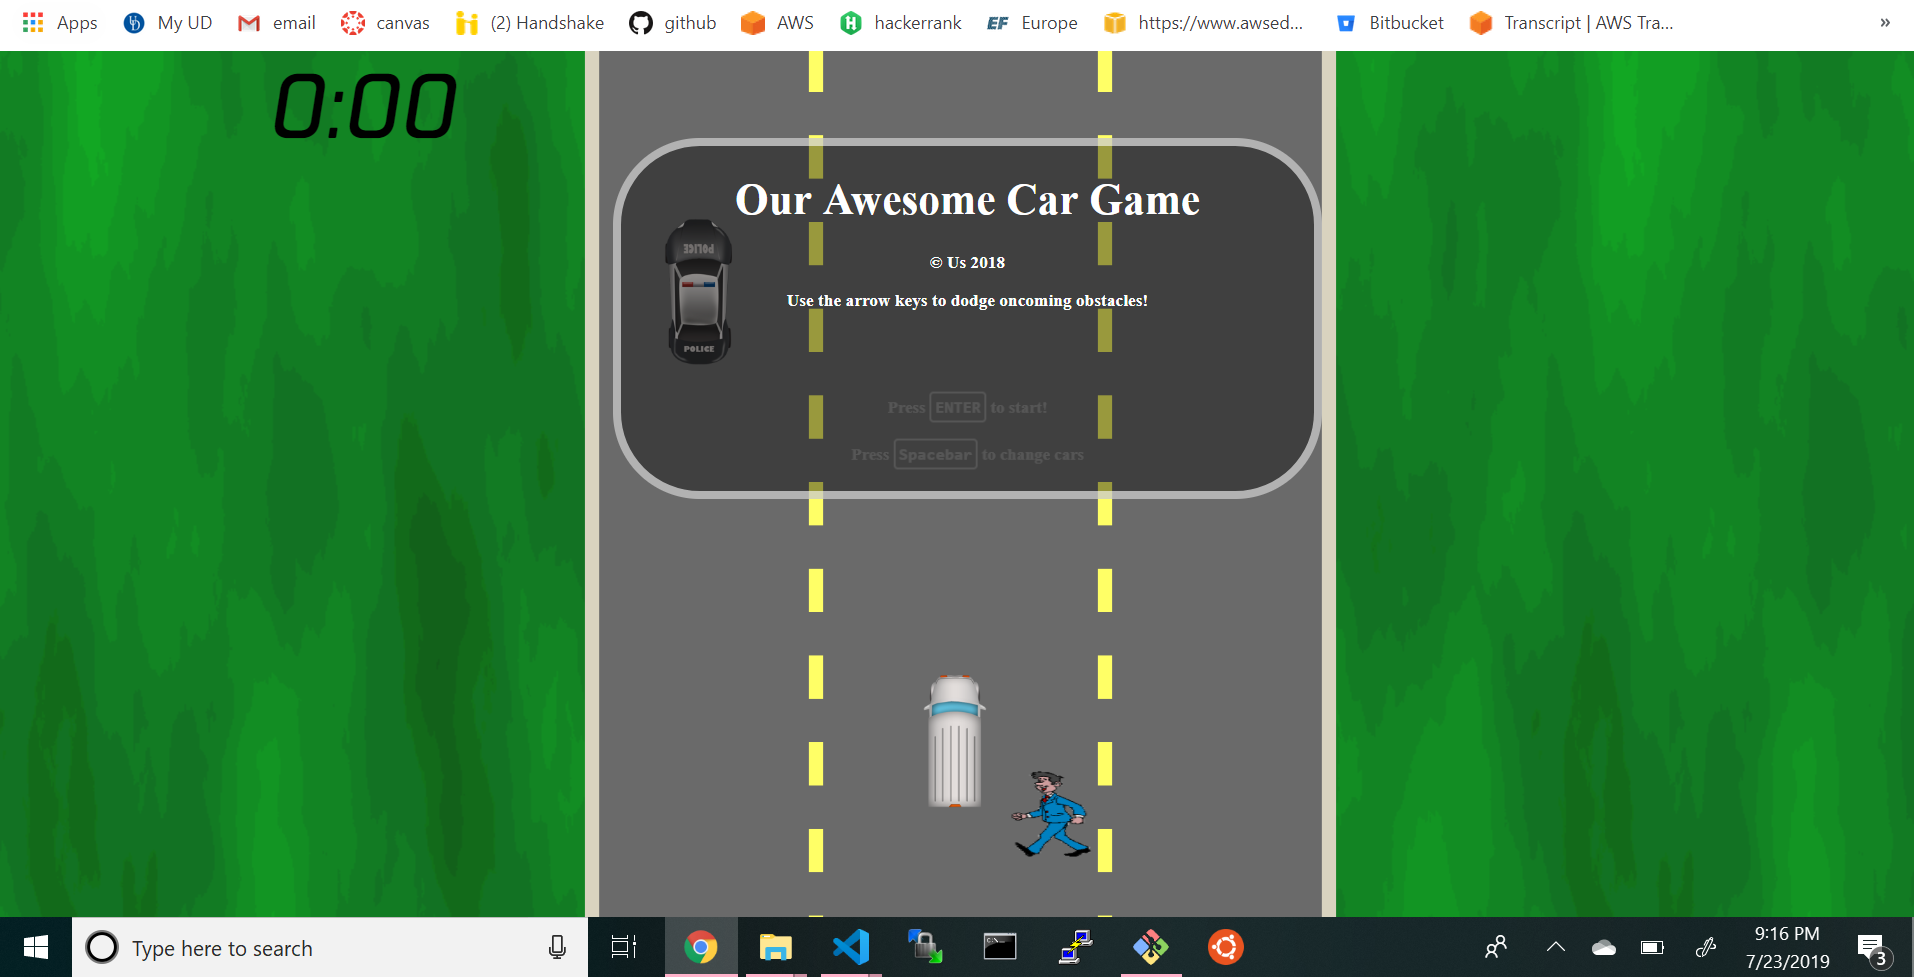 Apps My UD email canvas (2) Handshake github AWS hackerrank Europe https://www.awsed... Bitbucket Transcript | AWS Tra... »
0:00
Our Awesome Car Game
POLICE
© Us 2018
Use the arrow keys to dodge oncoming obstacles!
POLICE
Press ENTER to start!
Press Spacebar to change cars
Type here to search
9:16 PM
7/23/2019
3